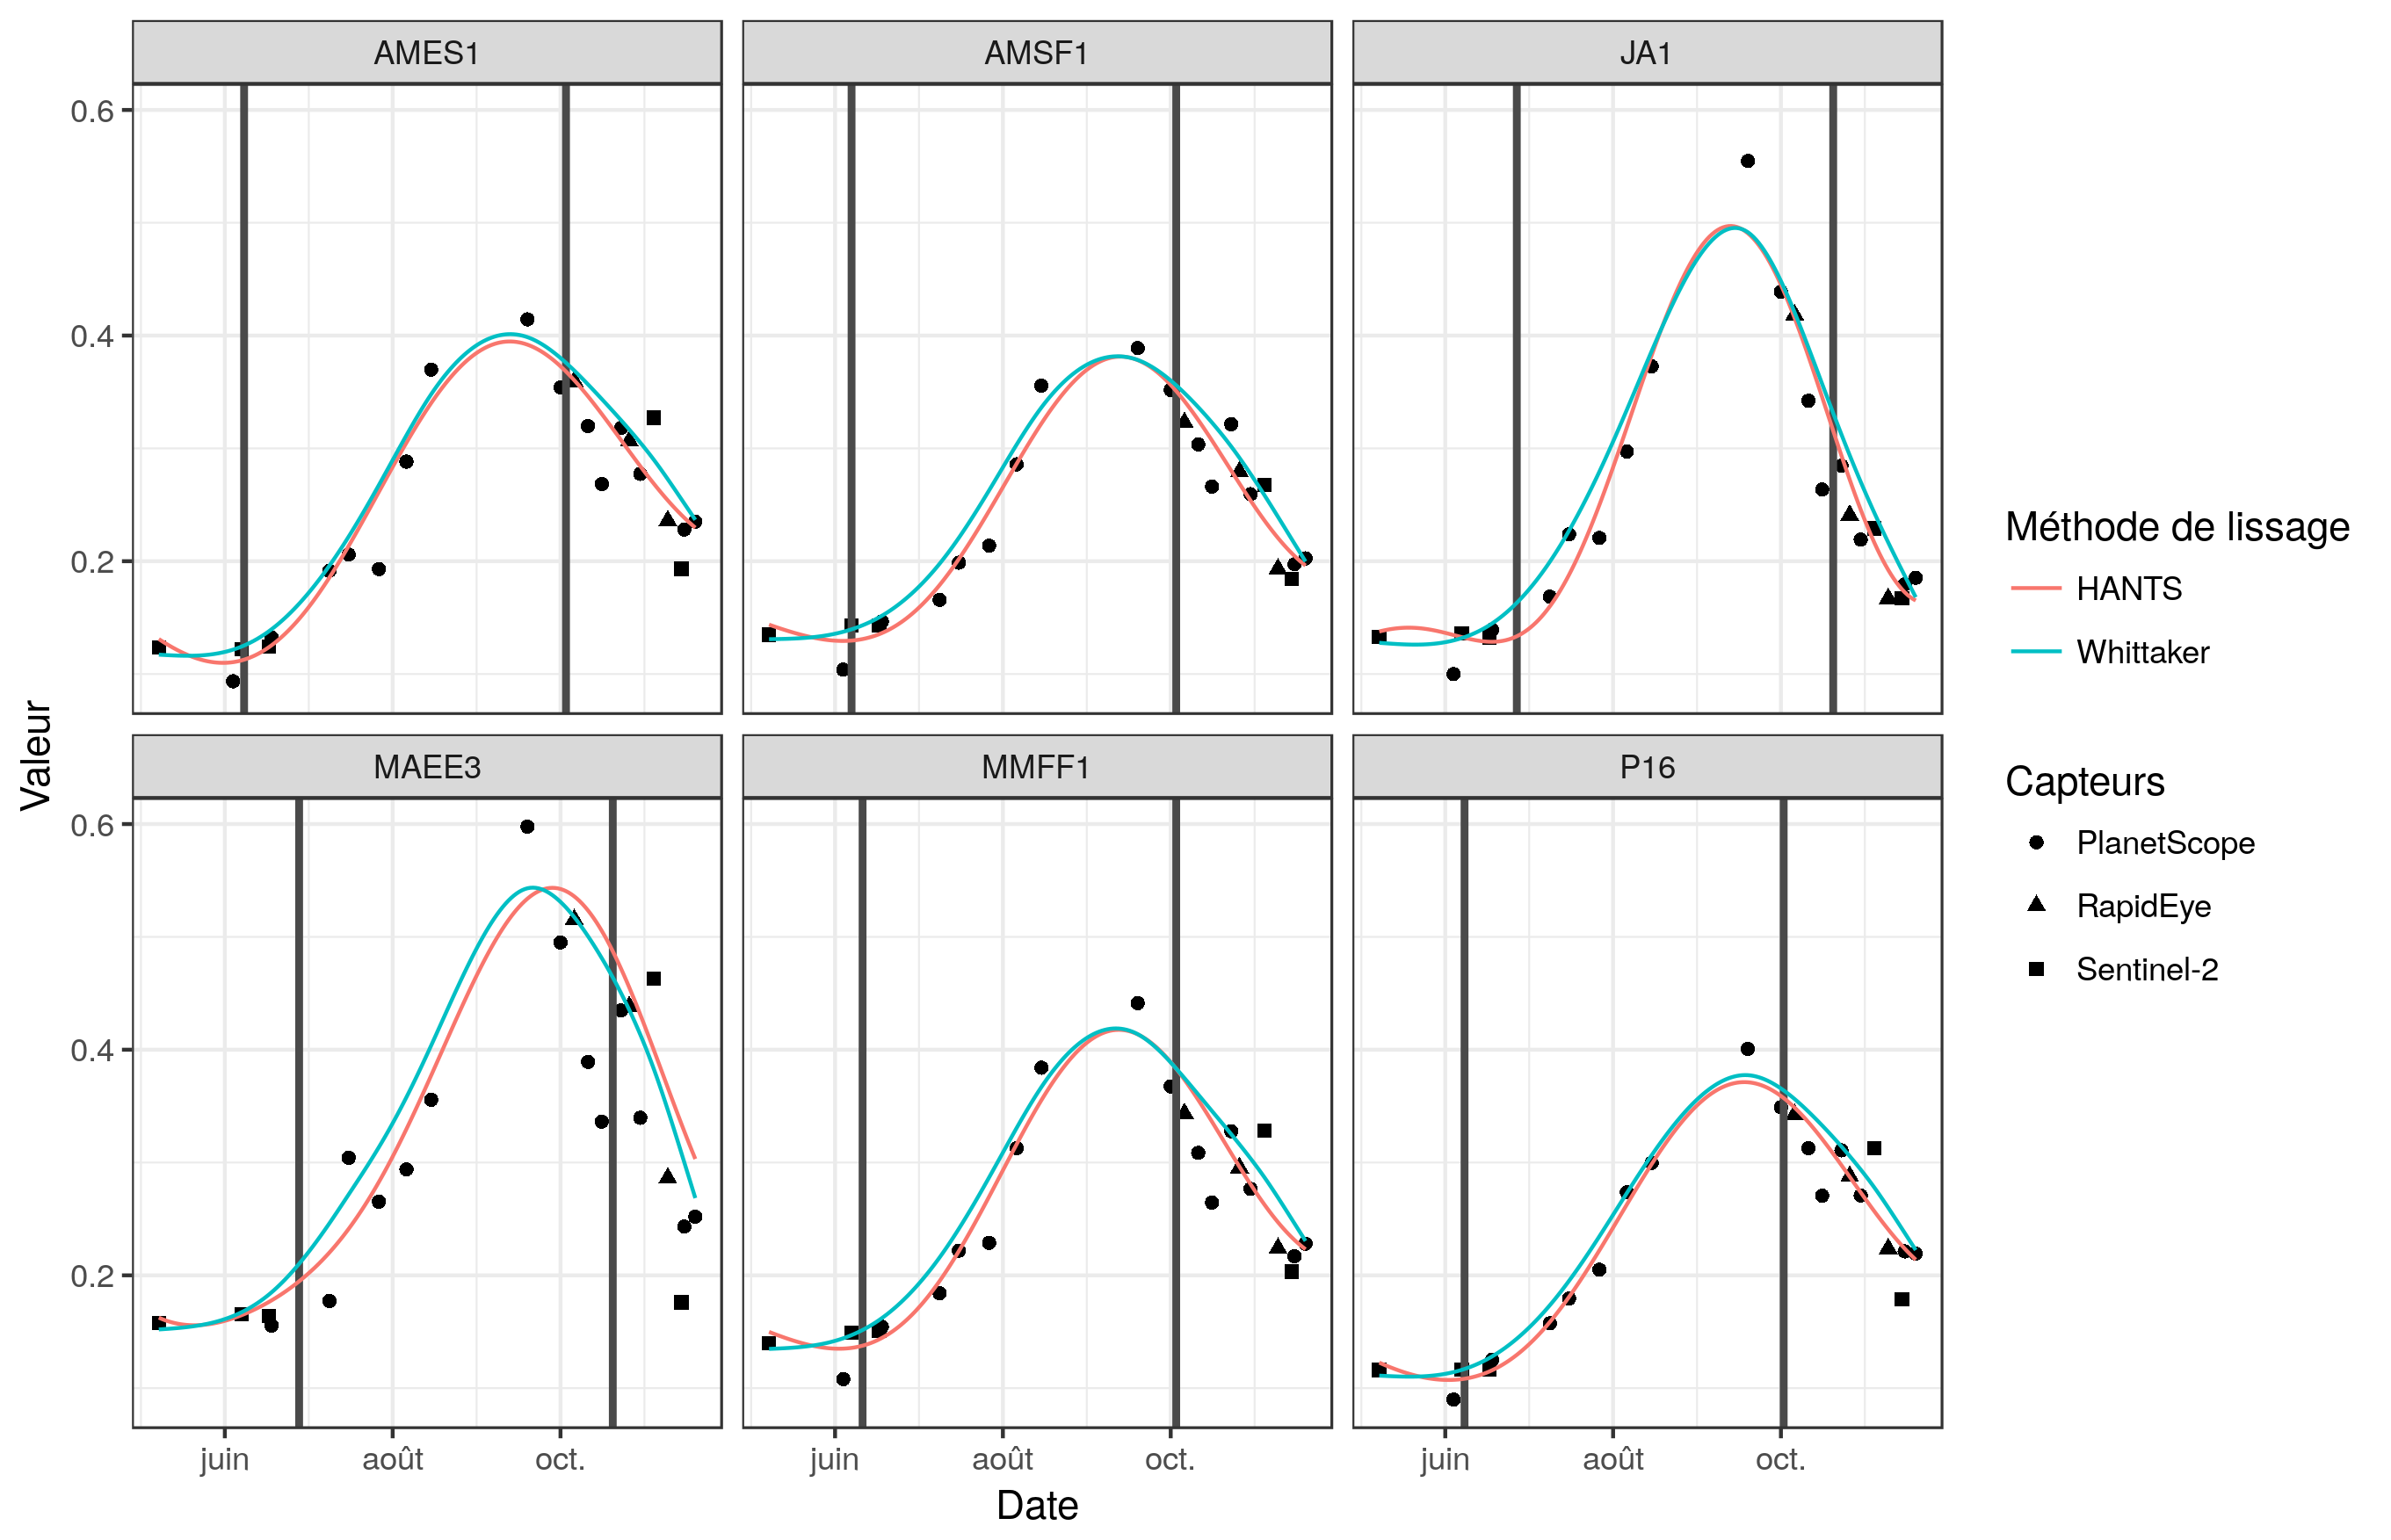 AMES1 AMSF1 JA1
0.6
0.4
0.2
MAEE3 MMFF1 P16
0.6
0.4
0.2
juin août oct. juin août oct. juin août oct.
Date
Valeur
Méthode de lissage
HANTS
Whittaker
Capteurs
PlanetScope
RapidEye
Sentinel-2